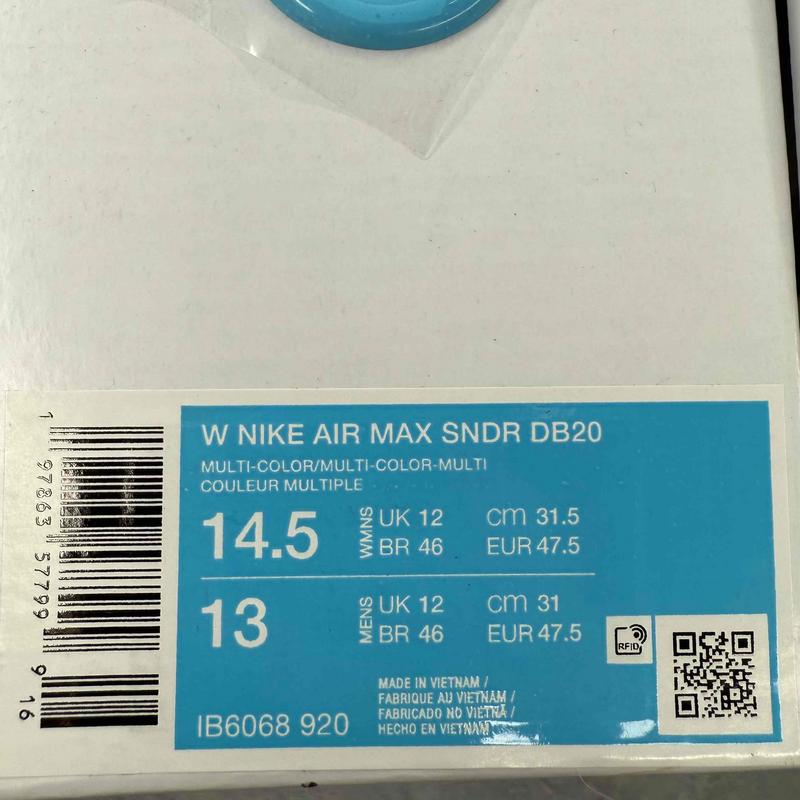 W NIKE AIR MAX SNDR DB20
MULTI-COLOR/MULTI-COLOR-MULTI
COULEUR MULTIPLE
14.5 WMNS UK 12 cm 31.5
BR 46 EUR 47.5
13 MENS UK 12 cm 31
BR 46 EUR 47.5
RFID
MADE IN VIETNAM /
FABRIQUE AU VIETNAM /
FABRICADO NO VIETNÃ /
HECHO EN VIETNAM
IB6068 920
1 97863 57799 9 16